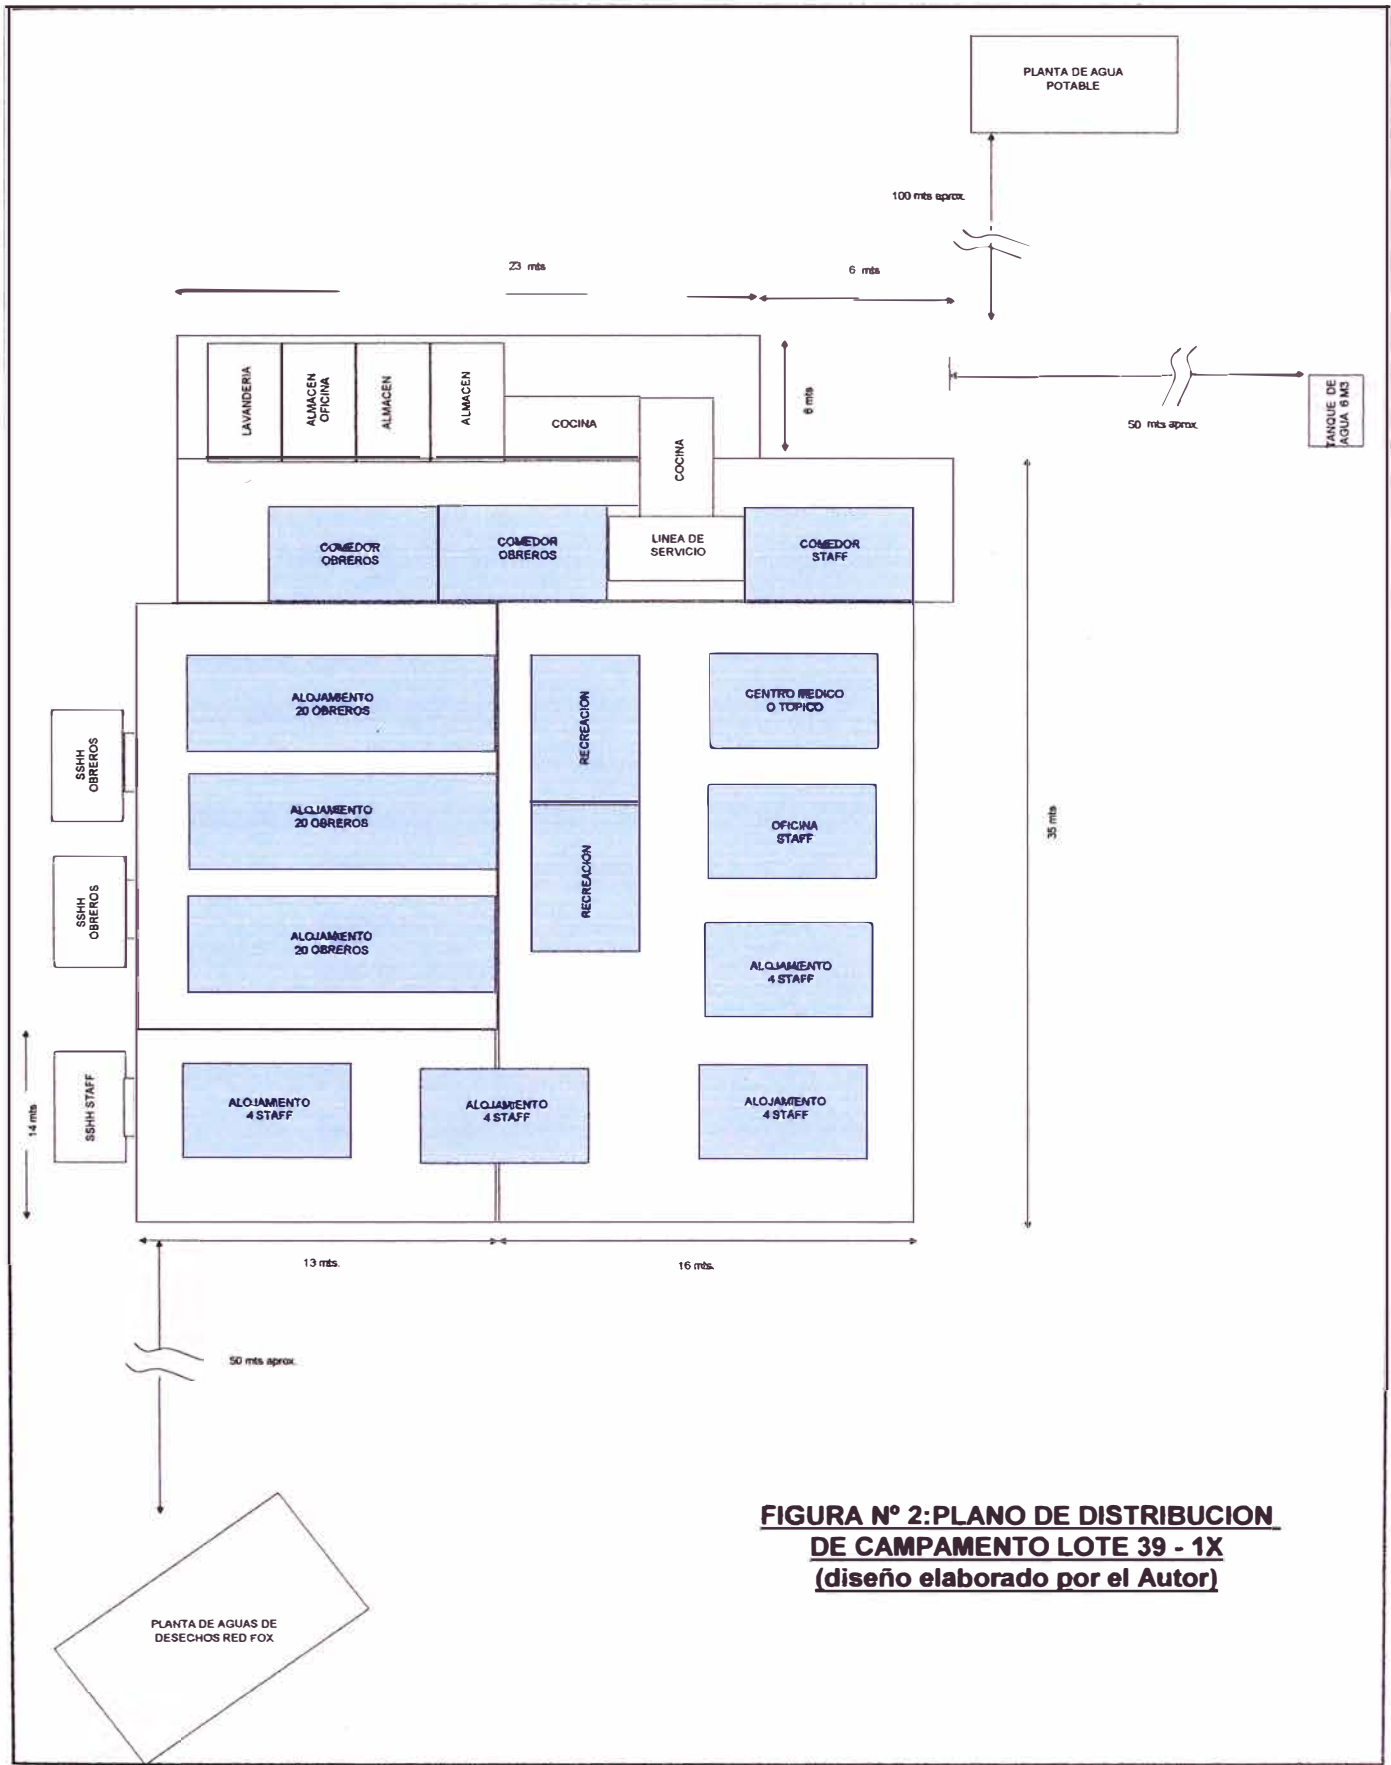 PLANTA DE AGUA
POTABLE
100 mts aprox.
23 mts
6 mts
LAVANDERIA
ALMACEN
OFICINA
ALMACEN
ALMACEN
COCINA
COCINA
6 mts
50 mts aprox.
TANQUE DE
AGUA 6 M3
COMEDOR
OBREROS
COMEDOR
OBREROS
LINEA DE
SERVICIO
COMEDOR
STAFF
ALOJAMIENTO
20 OBREROS
RECREACION
CENTRO MEDICO
O TOPICO
SSHH
OBREROS
ALOJAMIENTO
20 OBREROS
OFICINA
STAFF
35 mts
RECREACION
SSHH
OBREROS
ALOJAMIENTO
20 OBREROS
ALOJAMIENTO
4 STAFF
14 mts
SSHH STAFF
ALOJAMIENTO
4 STAFF
ALOJAMIENTO
4 STAFF
ALOJAMIENTO
4 STAFF
13 mts.
16 mts.
50 mts aprox.
FIGURA Nº 2:PLANO DE DISTRIBUCION
DE CAMPAMENTO LOTE 39 - 1X
(diseño elaborado por el Autor)
PLANTA DE AGUAS DE
DESECHOS RED FOX